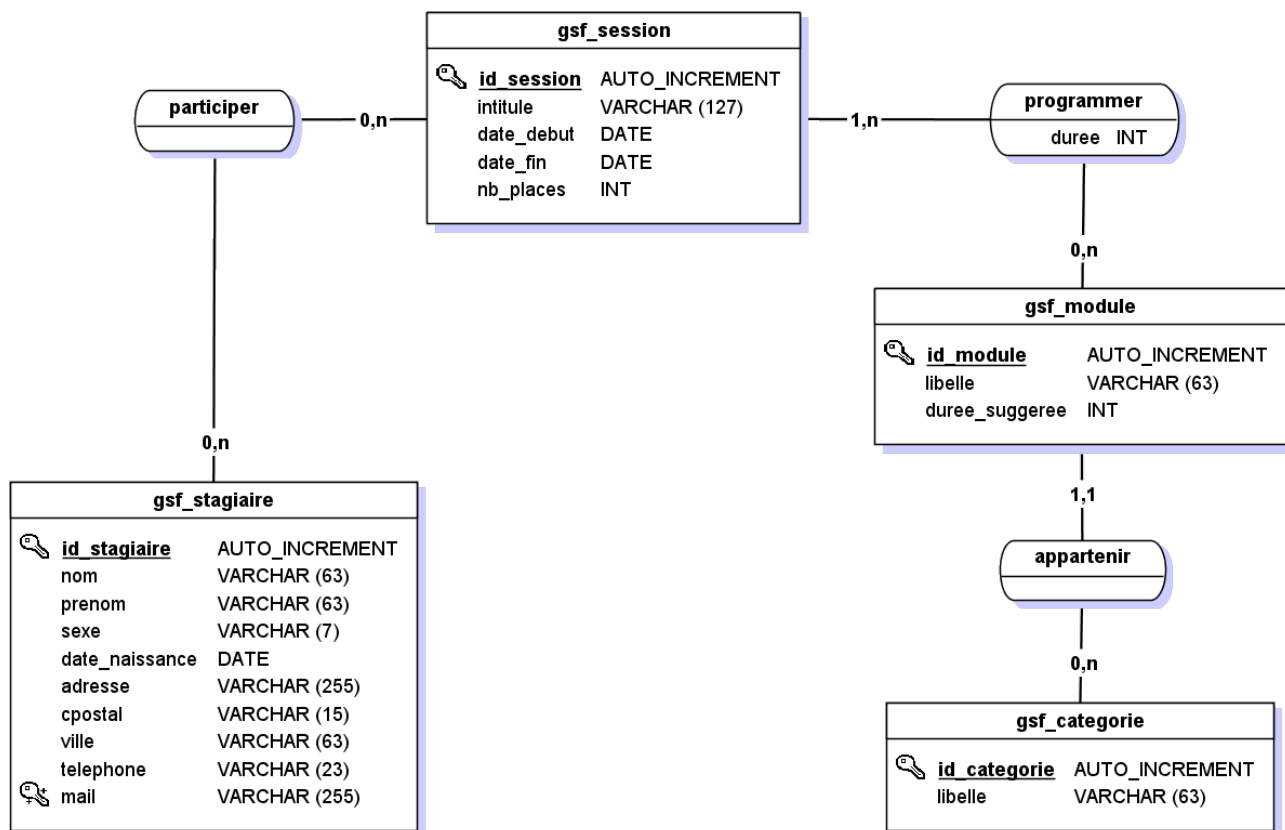 gsf_session
id_session AUTO_INCREMENT
intitule VARCHAR (127)
date_debut DATE
date_fin DATE
nb_places INT
participer
0,n
1,n
programmer
duree INT
0,n
0,n
gsf_module
id_module AUTO_INCREMENT
libelle VARCHAR (63)
duree_suggeree INT
gsf_stagiaire
id_stagiaire AUTO_INCREMENT
nom VARCHAR (63)
prenom VARCHAR (63)
sexe VARCHAR (7)
date_naissance DATE
adresse VARCHAR (255)
cpostal VARCHAR (15)
ville VARCHAR (63)
telephone VARCHAR (23)
mail VARCHAR (255)
1,1
appartenir
0,n
gsf_categorie
id_categorie AUTO_INCREMENT
libelle VARCHAR (63)